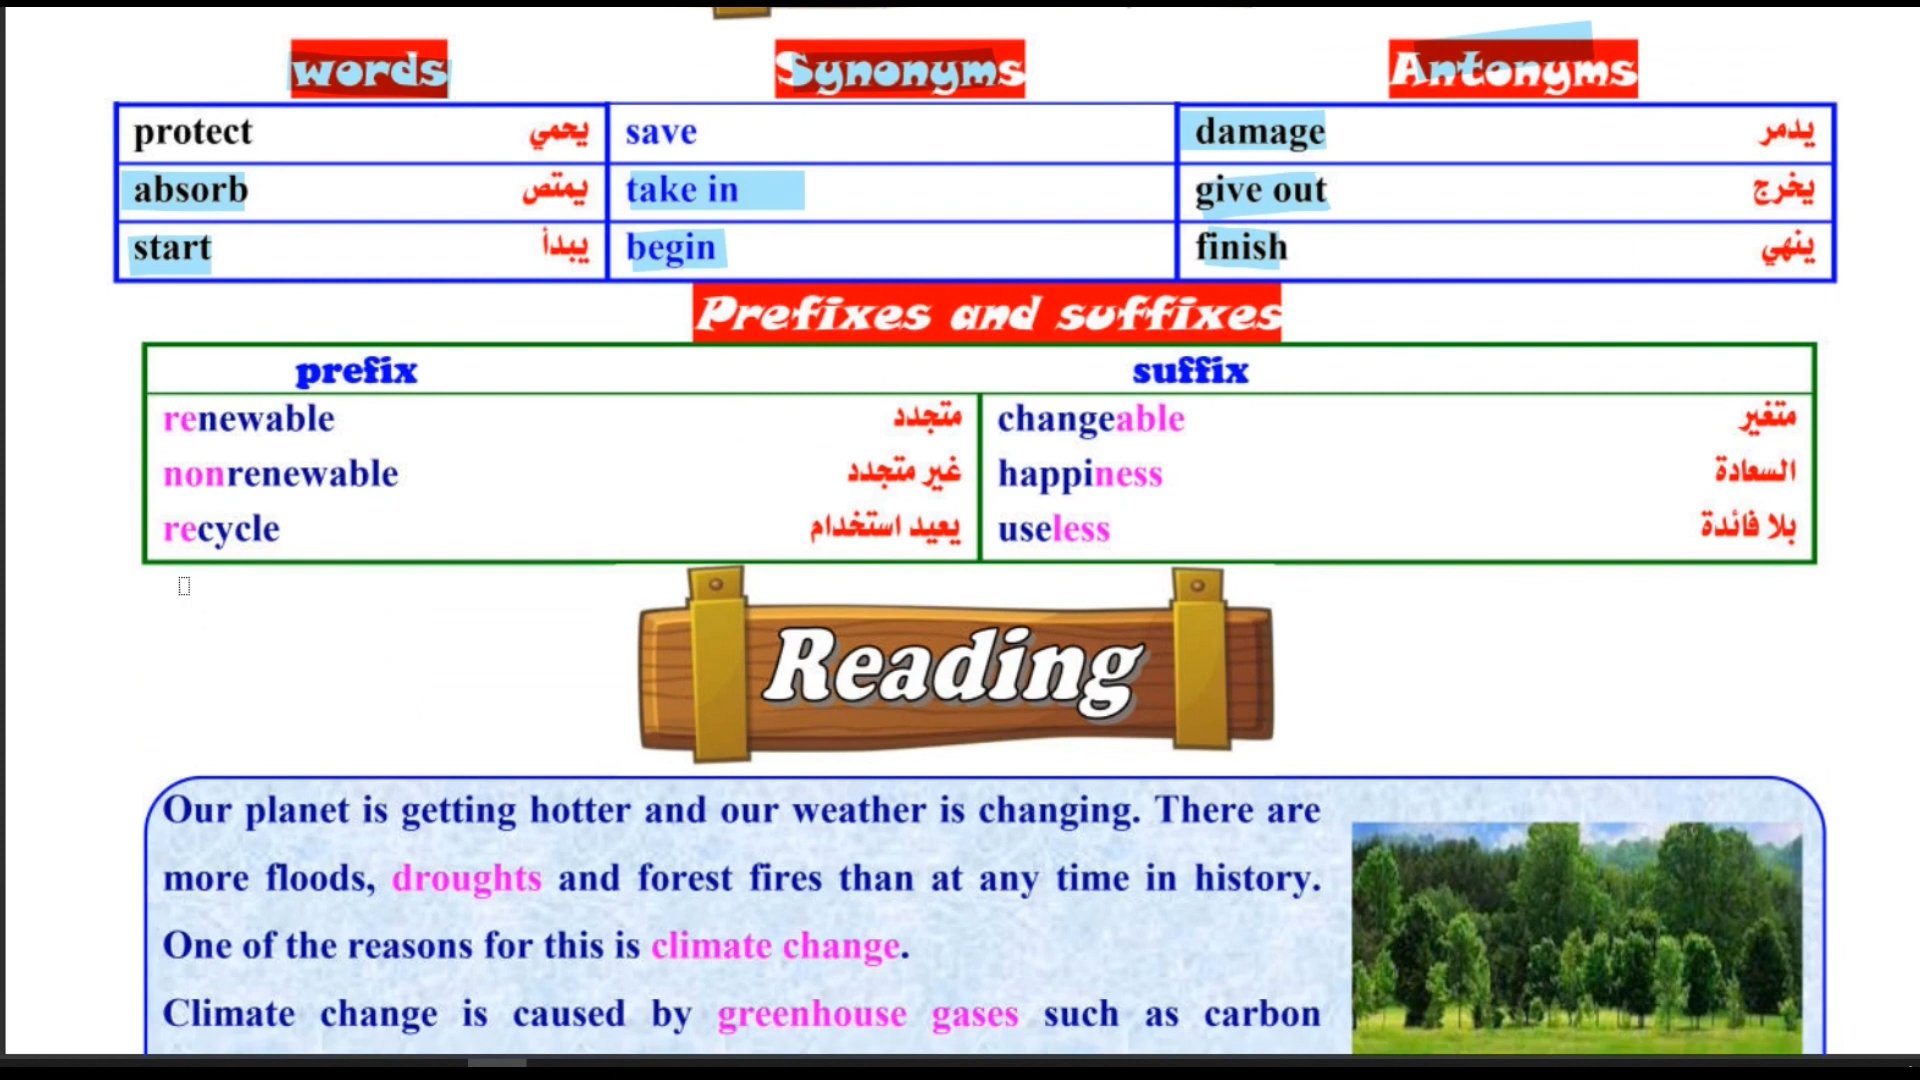 words Synonyms Antonyms
protect يحمي save damage يدمر
absorb يمتص take in give out يخرج
start يبدأ begin finish ينهي
Prefixes and suffixes
prefix suffix
renewable متجدد changeable متغير
nonrenewable غير متجدد happiness السعادة
recycle يعيد استخدام useless بلا فائدة
Reading
Our planet is getting hotter and our weather is changing. There are
more floods, droughts and forest fires than at any time in history.
One of the reasons for this is climate change.
Climate change is caused by greenhouse gases such as carbon